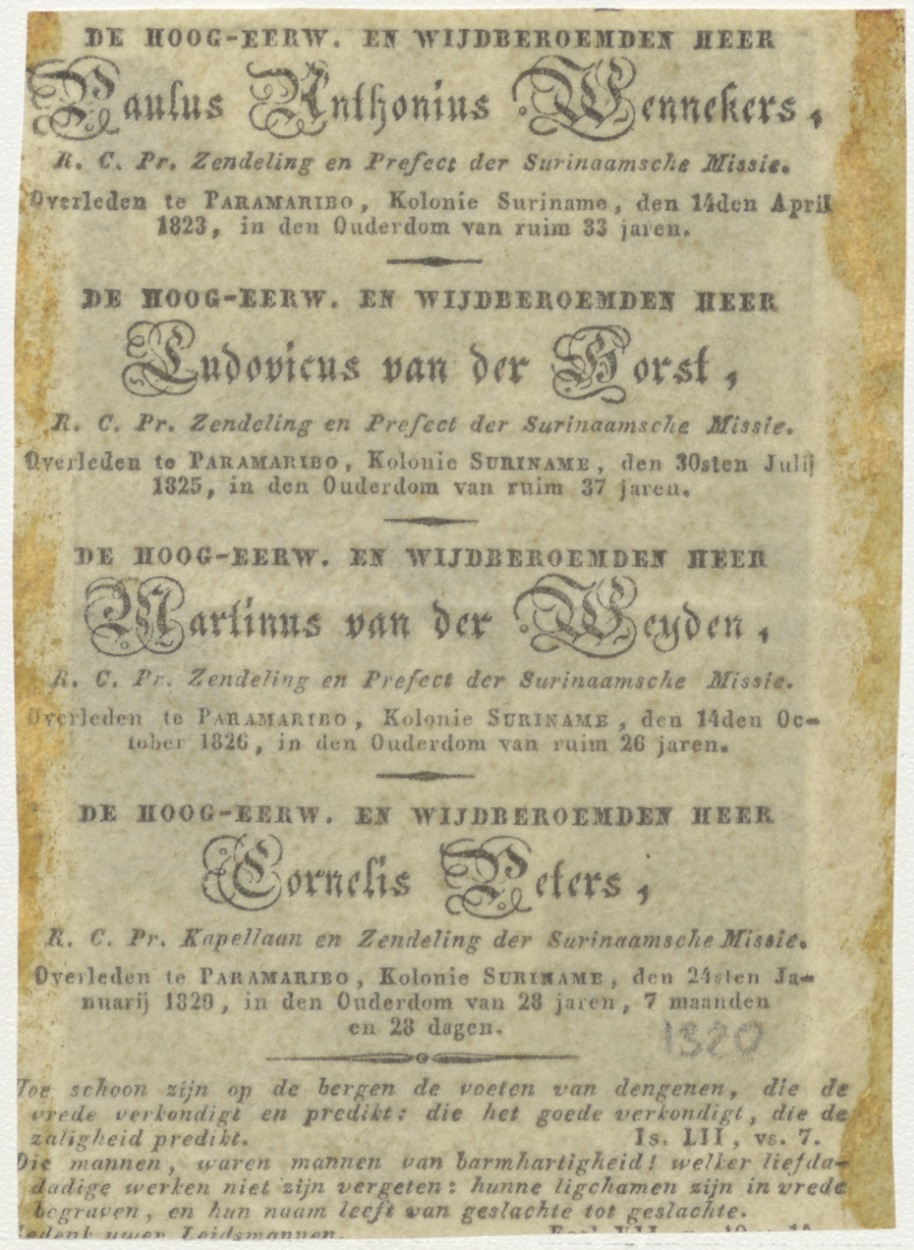 DE HOOG-EERW. EN WIJDBEROEMDEN HEER
Paulus Anthonius Wennekers,
R. C. Pr. Zendeling en Prefect der Surinaamsche Missie.
Overleden te PARAMARIBO, Kolonie Suriname, den 14den April
1823, in den Ouderdom van ruim 33 jaren.
DE HOOG-EERW. EN WIJDBEROEMDEN HEER
Ludovicus van der Horst,
R. C. Pr. Zendeling en Prefect der Surinaamsche Missie.
Overleden te PARAMARIBO, Kolonie SURINAME, den 30sten Julij
1825, in den Ouderdom van ruim 37 jaren.
DE HOOG-EERW. EN WIJDBEROEMDEN HEER
Martinus van der Weyden,
R. C. Pr. Zendeling en Prefect der Surinaamsche Missie.
Overleden te PARAMARIBO, Kolonie SURINAME, den 14den Oc-
tober 1826, in den Ouderdom van ruim 26 jaren.
DE HOOG-EERW. EN WIJDBEROEMDEN HEER
Cornelis Peters,
R. C. Pr. Kapellaan en Zendeling der Surinaamsche Missie.
Overleden te PARAMARIBO, Kolonie SURINAME, den 24sten Ja-
nuarij 1829, in den Ouderdom van 28 jaren, 7 maanden
en 28 dagen.
1820
Hoe schoon zijn op de bergen de voeten van dengenen, die de
vrede verkondigt en predikt: die het goede verkondigt, die de
zaligheid predikt. Is. LII, vs. 7.
Die mannen, waren mannen van barmhartigheid! welker liefda-
dadige werken niet zijn vergeten: hunne ligchamen zijn in vrede
begraven, en hun naam leeft van geslachte tot geslachte.
uwer Leidsmannen.